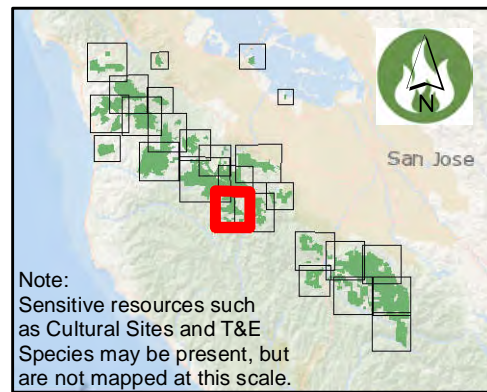 N
San Jose
Note:
Sensitive resources such
as Cultural Sites and T&E
Species may be present, but
are not mapped at this scale.